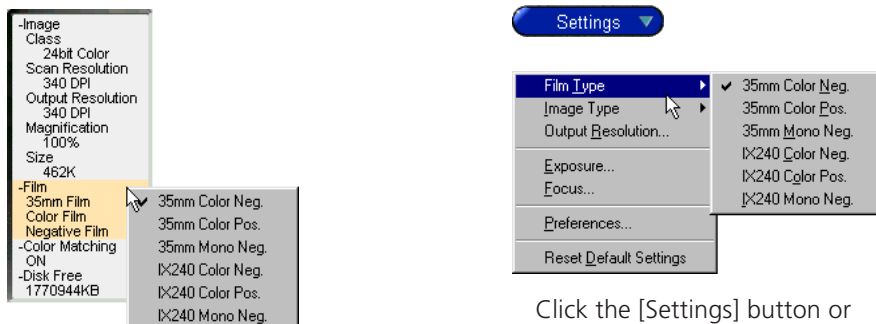 -Image
Class
24bit Color
Scan Resolution
340 DPI
Output Resolution
340 DPI
Magnification
100%
Size
462K
-Film
35mm Film
Color Film
Negative Film
-Color Matching
ON
-Disk Free
1770944KB
35mm Color Neg.
35mm Color Pos.
35mm Mono Neg.
IX240 Color Neg.
IX240 Color Pos.
IX240 Mono Neg.
Settings
Film Type
Image Type
Output Resolution...
Exposure...
Focus...
Preferences...
Reset Default Settings
35mm Color Neg.
35mm Color Pos.
35mm Mono Neg.
IX240 Color Neg.
IX240 Color Pos.
IX240 Mono Neg.
Click the [Settings] button or